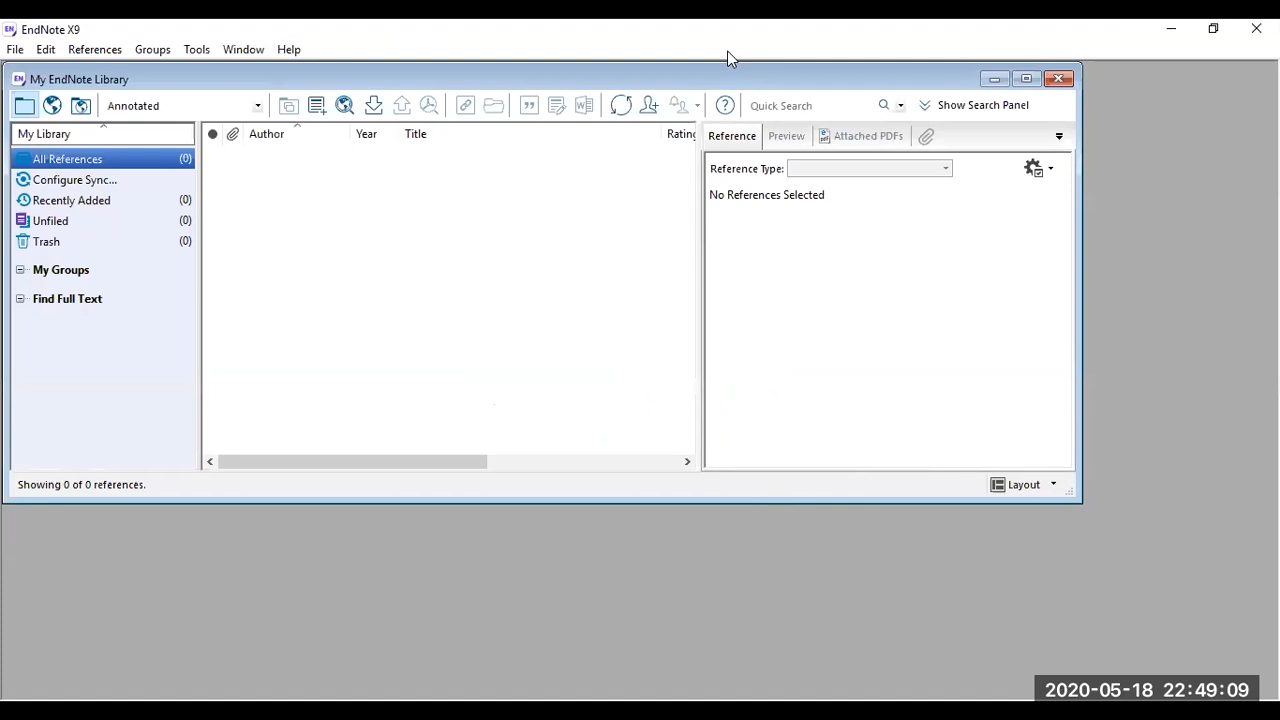 EndNote X9
File Edit References Groups Tools Window Help
My EndNote Library
Annotated
Quick Search
Show Search Panel
My Library
Author Year Title Rating
Reference Preview Attached PDFs
All References (0)
Configure Sync...
Recently Added (0)
Unfiled (0)
Trash (0)
My Groups
Find Full Text
Reference Type:
No References Selected
Showing 0 of 0 references.
Layout
2020-05-18 22:49:09